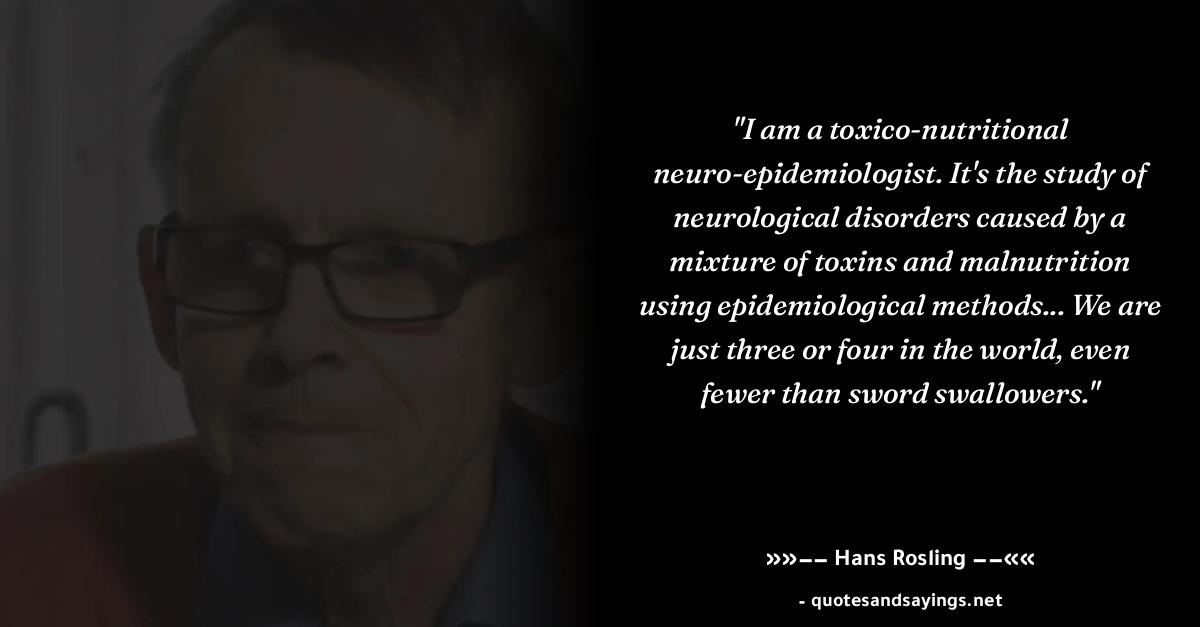 "I am a toxico-nutritional
neuro-epidemiologist. It's the study of
neurological disorders caused by a
mixture of toxins and malnutrition
using epidemiological methods... We are
just three or four in the world, even
fewer than sword swallowers."
»»–– Hans Rosling ––««
- quotesandsayings.net